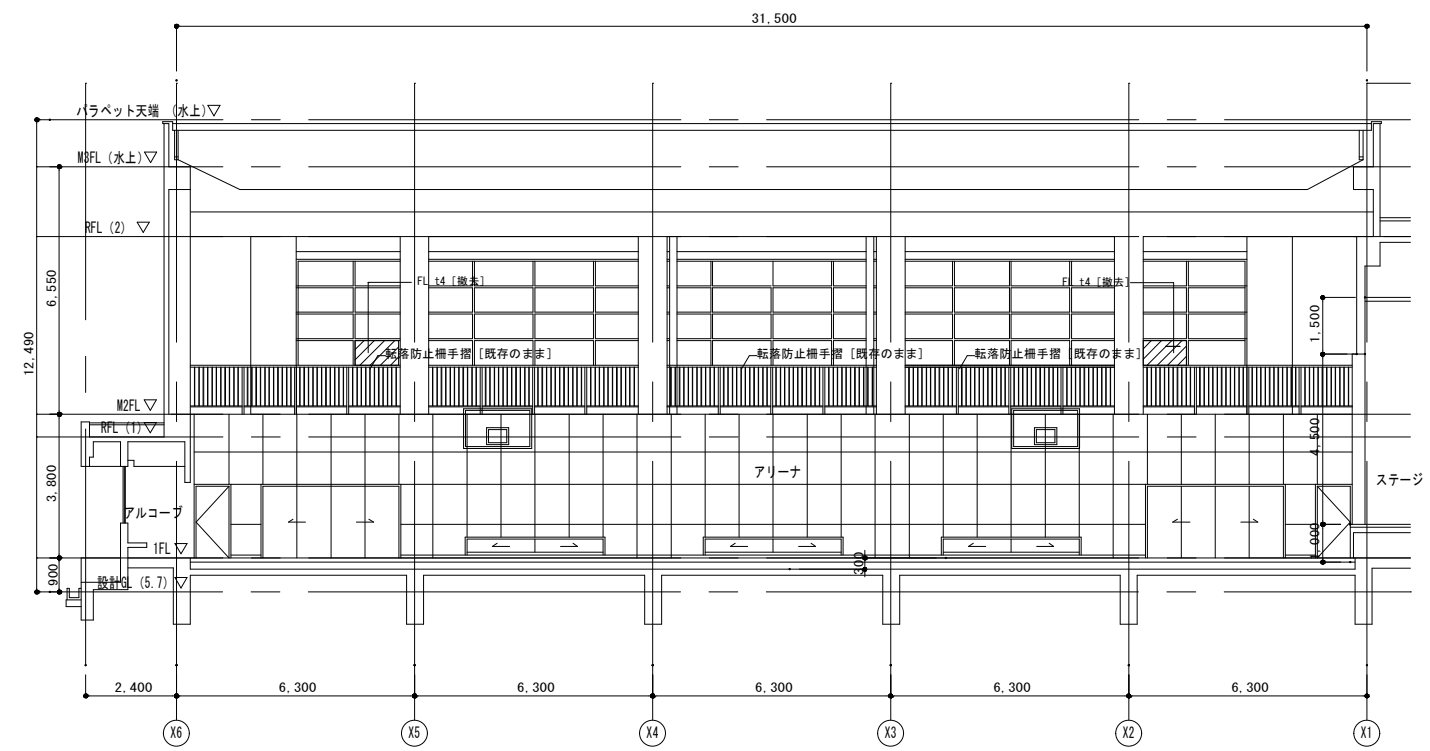 31,500
パラペット天端 (水上)▽
M3FL (水上)▽
RFL (2) ▽
FL t4 [撤去]
FL t4 [撤去]
6,550
1,500
12,490
転落防止柵手摺 [既存のまま]
転落防止柵手摺 [既存のまま]
転落防止柵手摺 [既存のまま]
M2FL ▽
RFL (1)▽
4,500
アリーナ
ステージ
3,800
アルコーブ
1FL ▽
1,000
300
900
設計GL (5.7) ▽
2,400
6,300
6,300
6,300
6,300
6,300
X6
X5
X4
X3
X2
X1